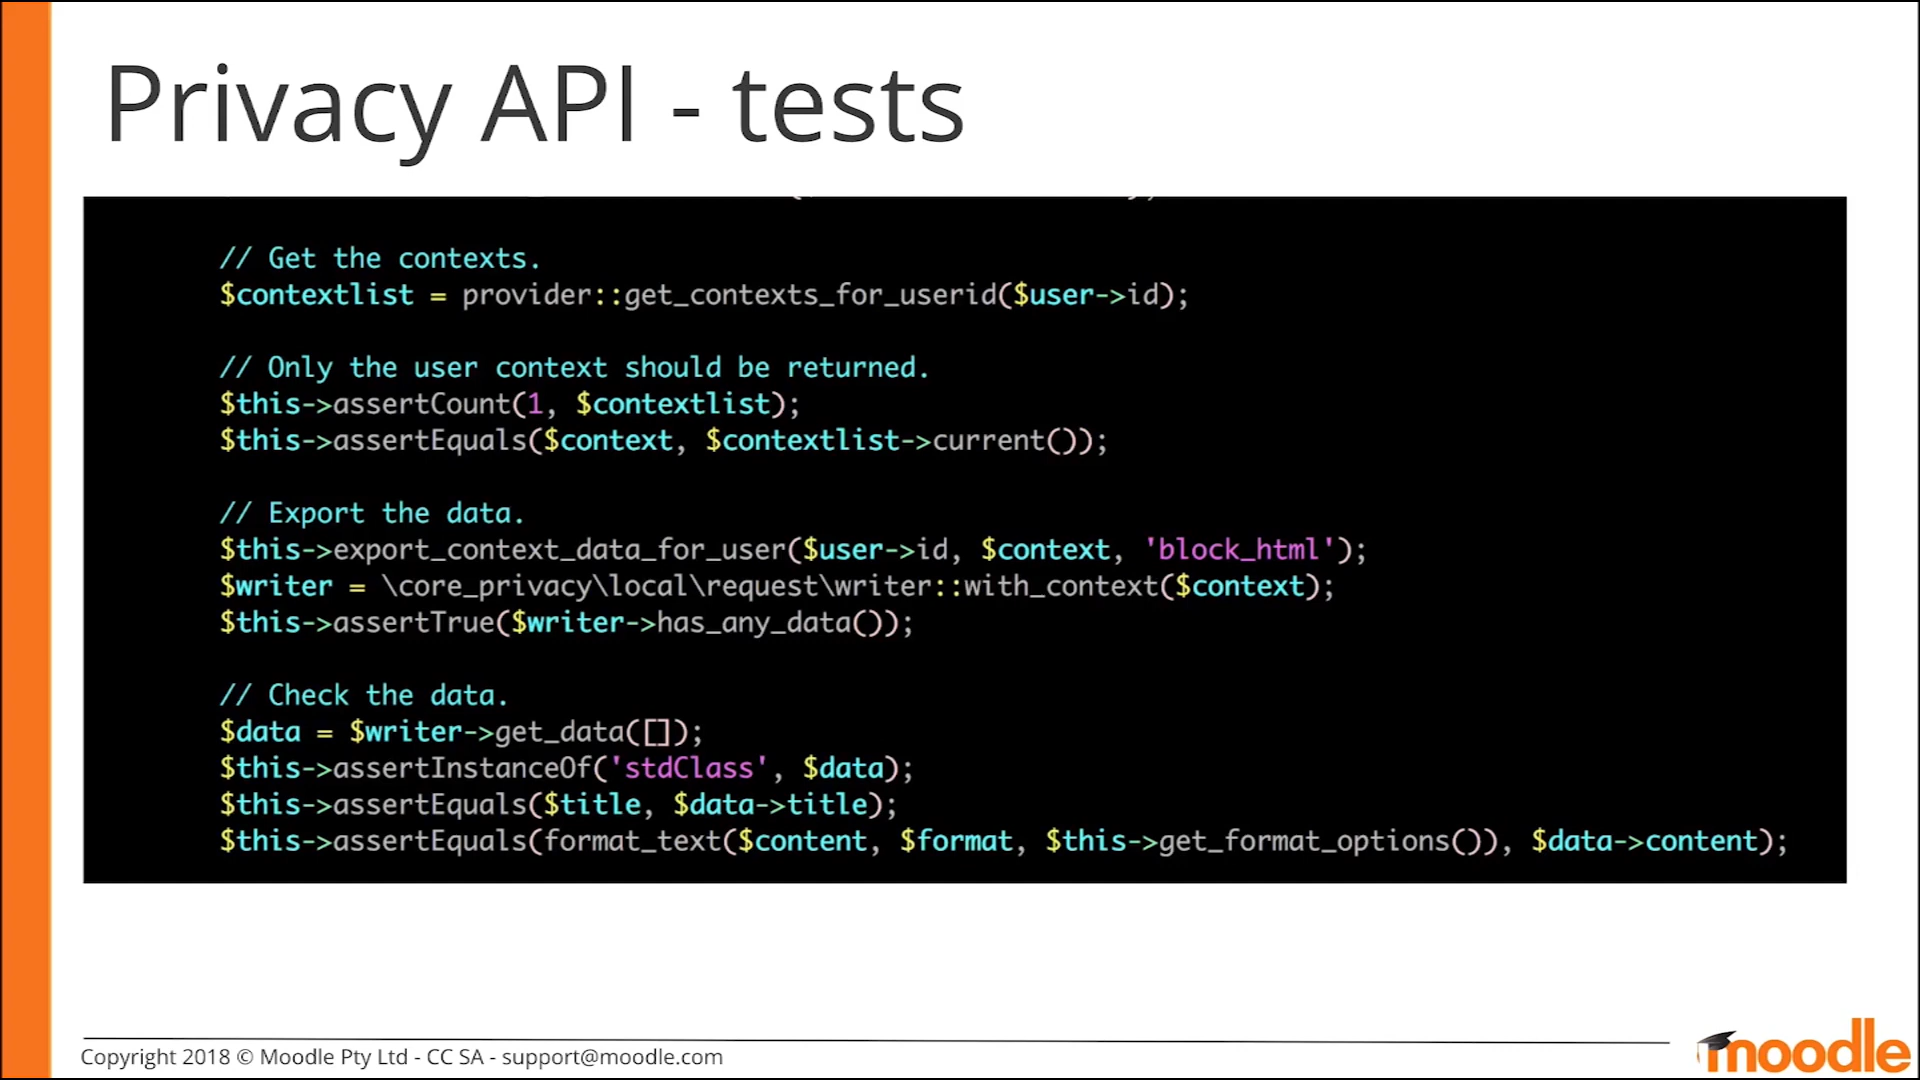 Privacy API - tests
// Get the contexts.
$contextlist = provider::get_contexts_for_userid($user->id);
// Only the user context should be returned.
$this->assertCount(1, $contextlist);
$this->assertEquals($context, $contextlist->current());
// Export the data.
$this->export_context_data_for_user($user->id, $context, 'block_html');
$writer = \core_privacy\local\request\writer::with_context($context);
$this->assertTrue($writer->has_any_data());
// Check the data.
$data = $writer->get_data([]);
$this->assertInstanceOf('stdClass', $data);
$this->assertEquals($title, $data->title);
$this->assertEquals(format_text($content, $format, $this->get_format_options()), $data->content);
Copyright 2018 © Moodle Pty Ltd - CC SA - support@moodle.com
moodle